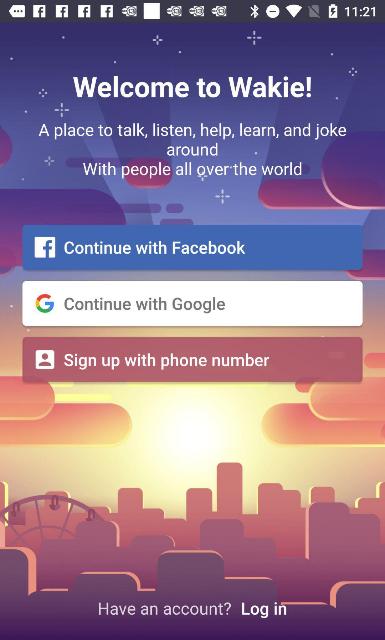 11:21
Welcome to Wakie!
A place to talk, listen, help, learn, and joke
around
With people all over the world
Continue with Facebook
Continue with Google
Sign up with phone number
Have an account? Log in